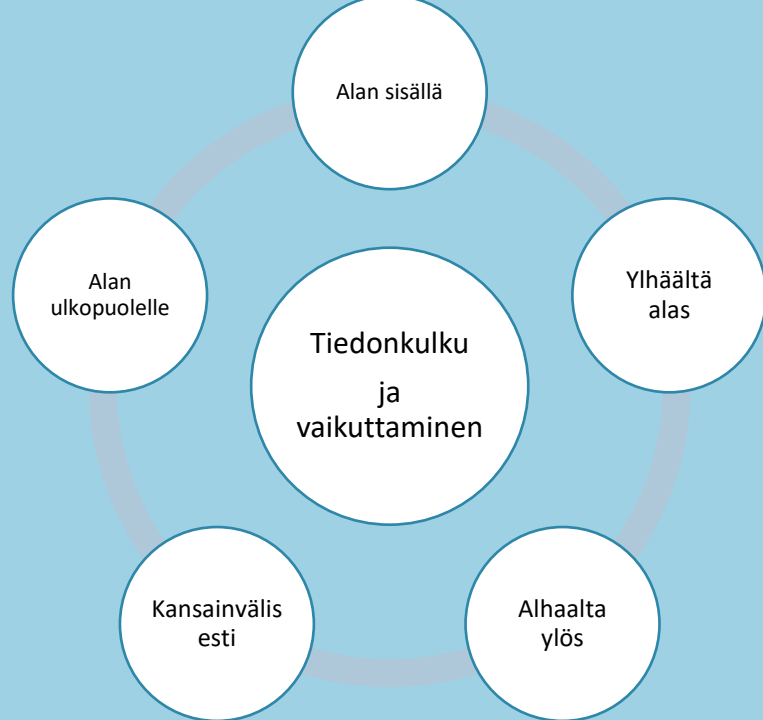 Alan sisällä
Ylhäältä
alas
Alhaalta
ylös
Kansainvälis
esti
Alan
ulkopuolelle
Tiedonkulku
ja
vaikuttaminen